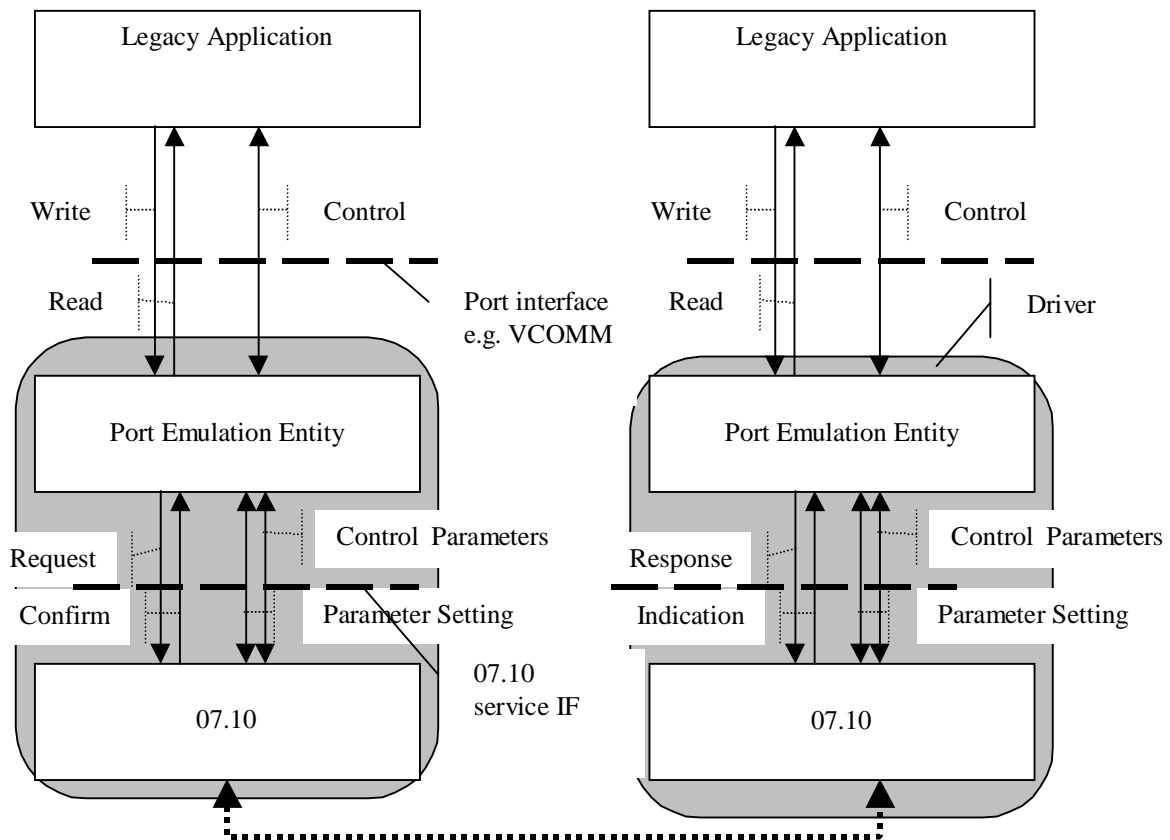 Legacy Application
Legacy Application
Write
Control
Write
Control
Read
Port interface
e.g. VCOMM
Read
Driver
Port Emulation Entity
Port Emulation Entity
Request
Control Parameters
Response
Control Parameters
Confirm
Parameter Setting
Indication
Parameter Setting
07.10
service IF
07.10
07.10